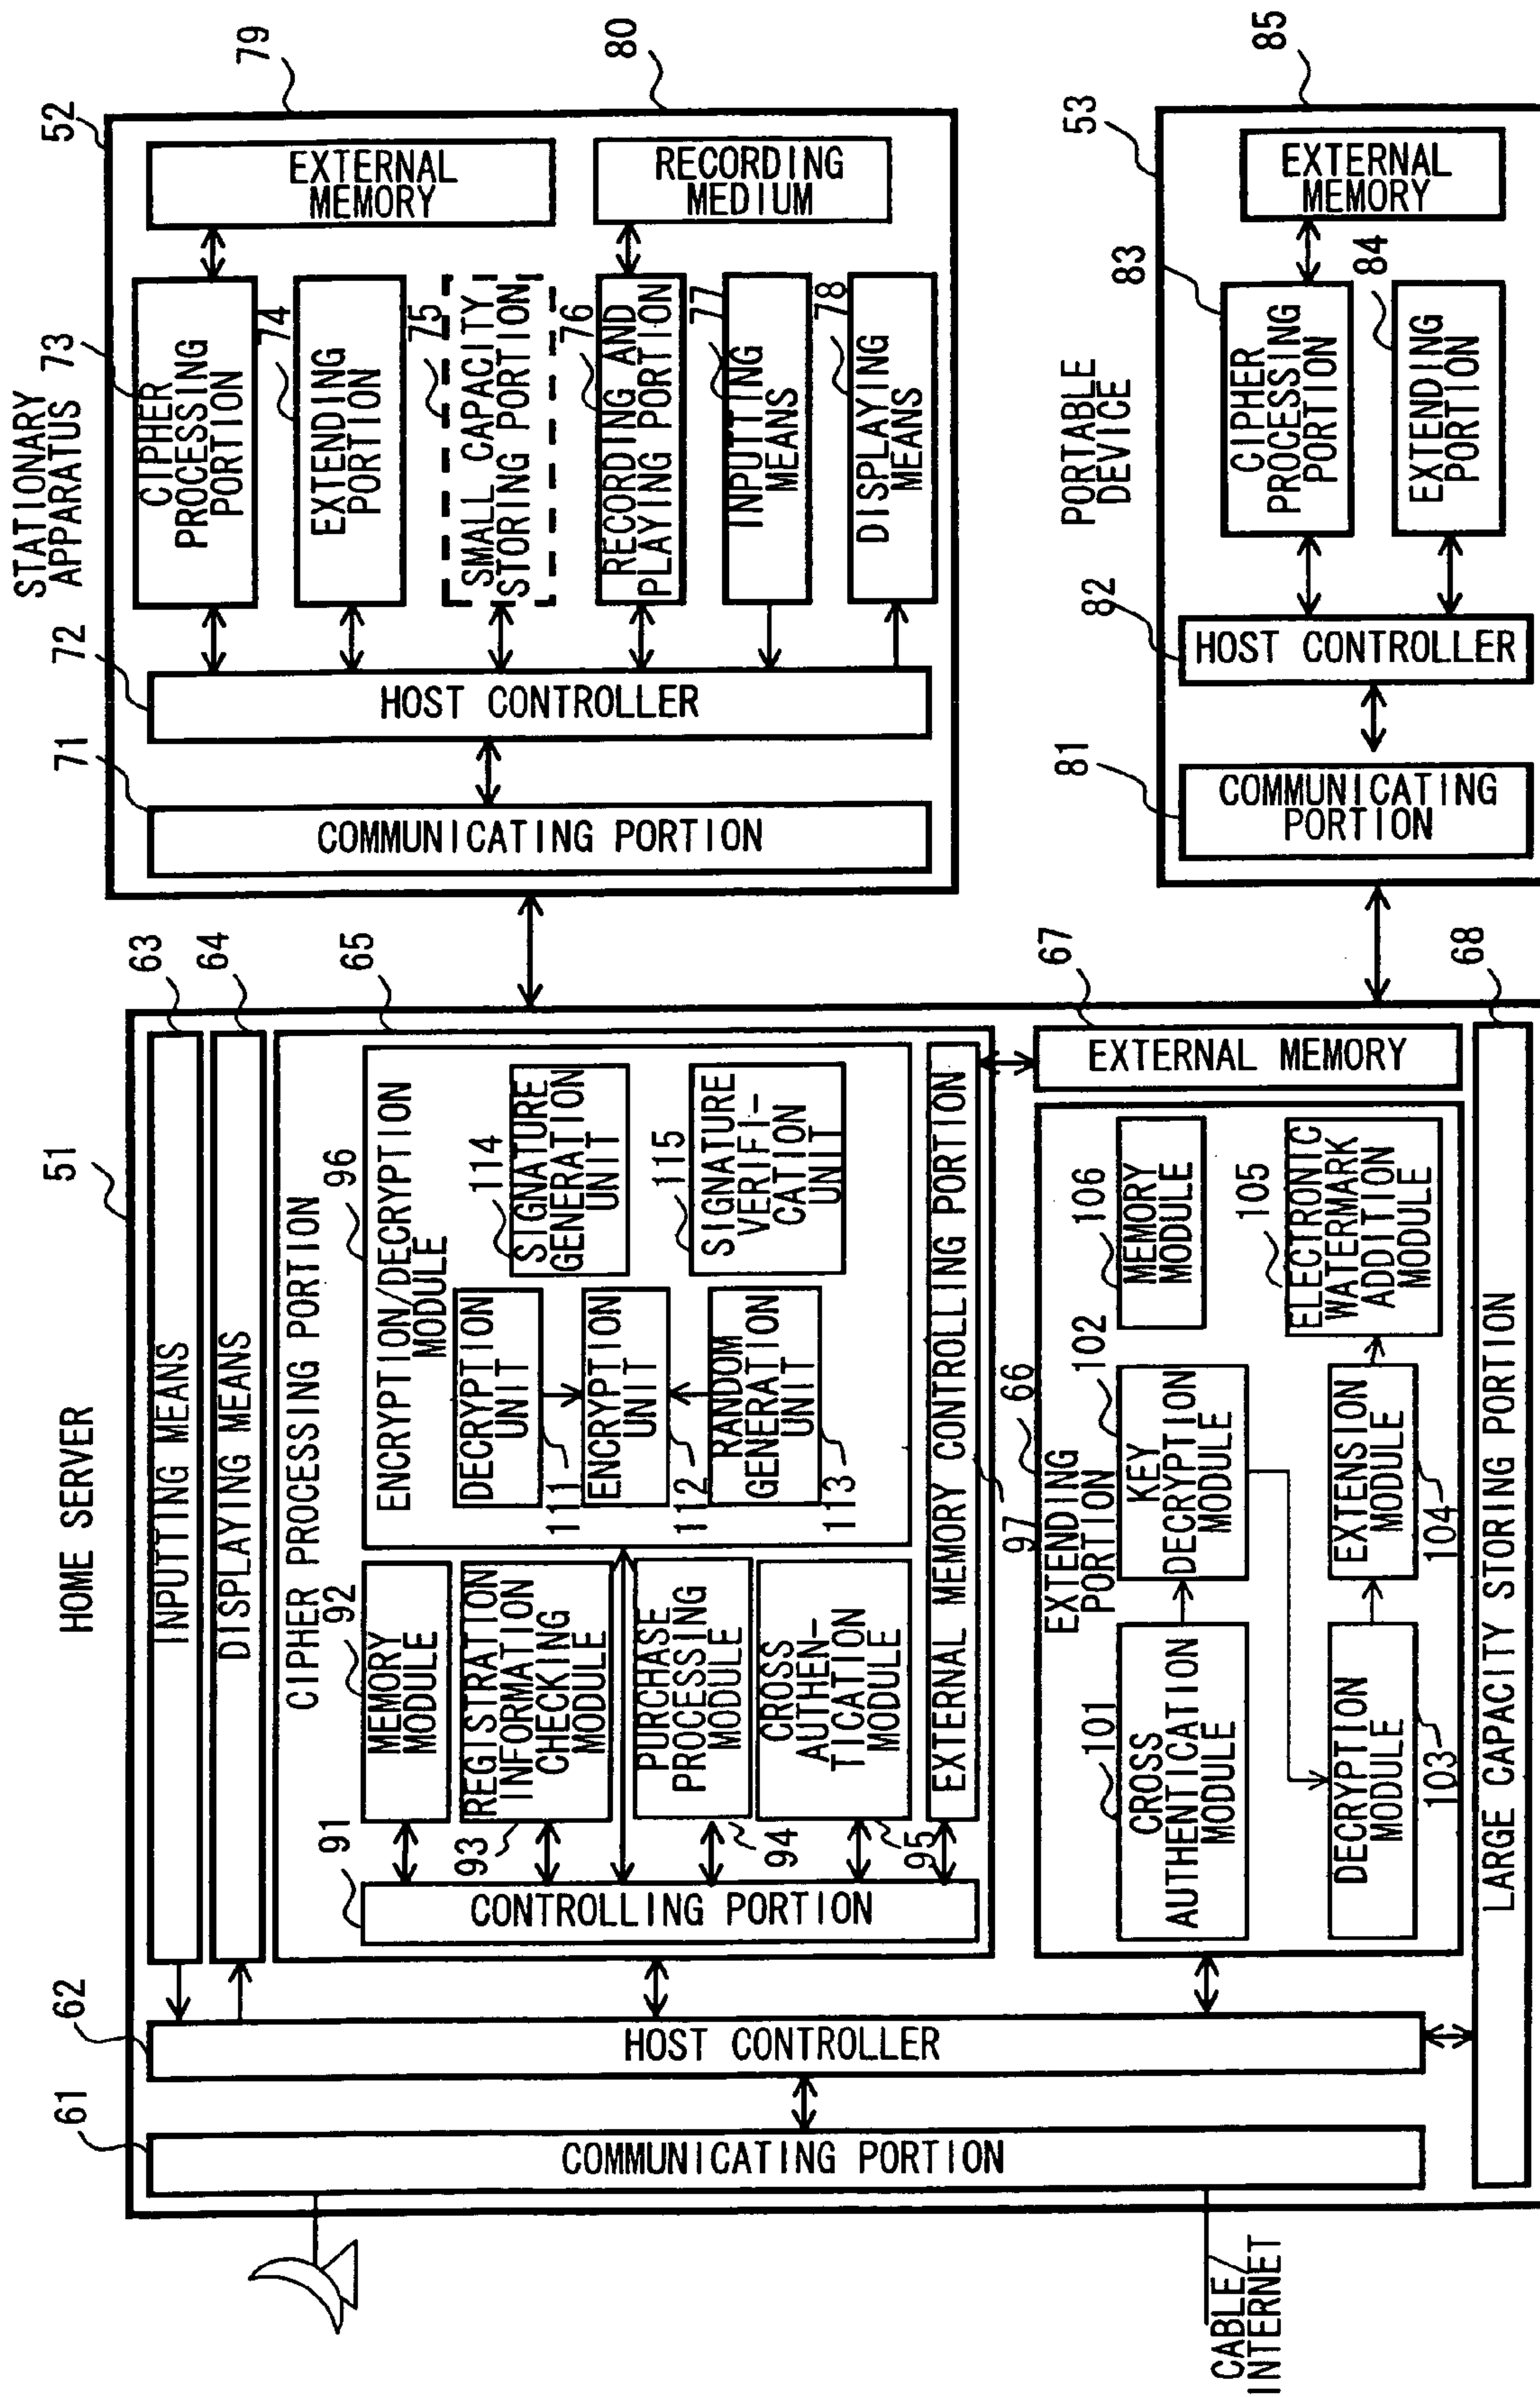 HOME SERVER
51
61
COMMUNICATING PORTION
62
HOST CONTROLLER
CABLE/
INTERNET
INPUTTING MEANS
63
DISPLAYING MEANS
64
65
CIPHER PROCESSING PORTION
91
CONTROLLING PORTION
MEMORY
MODULE
92
REGISTRATION
INFORMATION
CHECKING
MODULE
93
PURCHASE
PROCESSING
MODULE
94
CROSS
AUTHEN-
TICATION
MODULE
95
ENCRYPTION/DECRYPTION
MODULE
96
DECRYPTION
UNIT
111
ENCRYPTION
UNIT
112
RANDOM
GENERATION
UNIT
113
114
SIGNATURE
GENERATION
UNIT
115
SIGNATURE
VERIFI-
CATION
UNIT
EXTERNAL MEMORY CONTROLLING PORTION
97
EXTENDING
PORTION
66
101
CROSS
AUTHENTICATION
MODULE
102
KEY
DECRYPTION
MODULE
106
MEMORY
MODULE
DECRYPTION
MODULE
103
EXTENSION
MODULE
104
105
ELECTRONIC
WATERMARK
ADDITION
MODULE
EXTERNAL MEMORY
67
LARGE CAPACITY STORING PORTION
68
STATIONARY
APPARATUS
52
71
COMMUNICATING PORTION
72
HOST CONTROLLER
73
CIPHER
PROCESSING
PORTION
74
EXTENDING
PORTION
75
SMALL CAPACITY
STORING PORTION
76
RECORDING AND
PLAYING PORTION
77
INPUTTING
MEANS
78
DISPLAYING
MEANS
EXTERNAL
MEMORY
79
RECORDING
MEDIUM
80
PORTABLE
DEVICE
53
81
COMMUNICATING
PORTION
82
HOST CONTROLLER
83
CIPHER
PROCESSING
PORTION
84
EXTENDING
PORTION
EXTERNAL
MEMORY
85